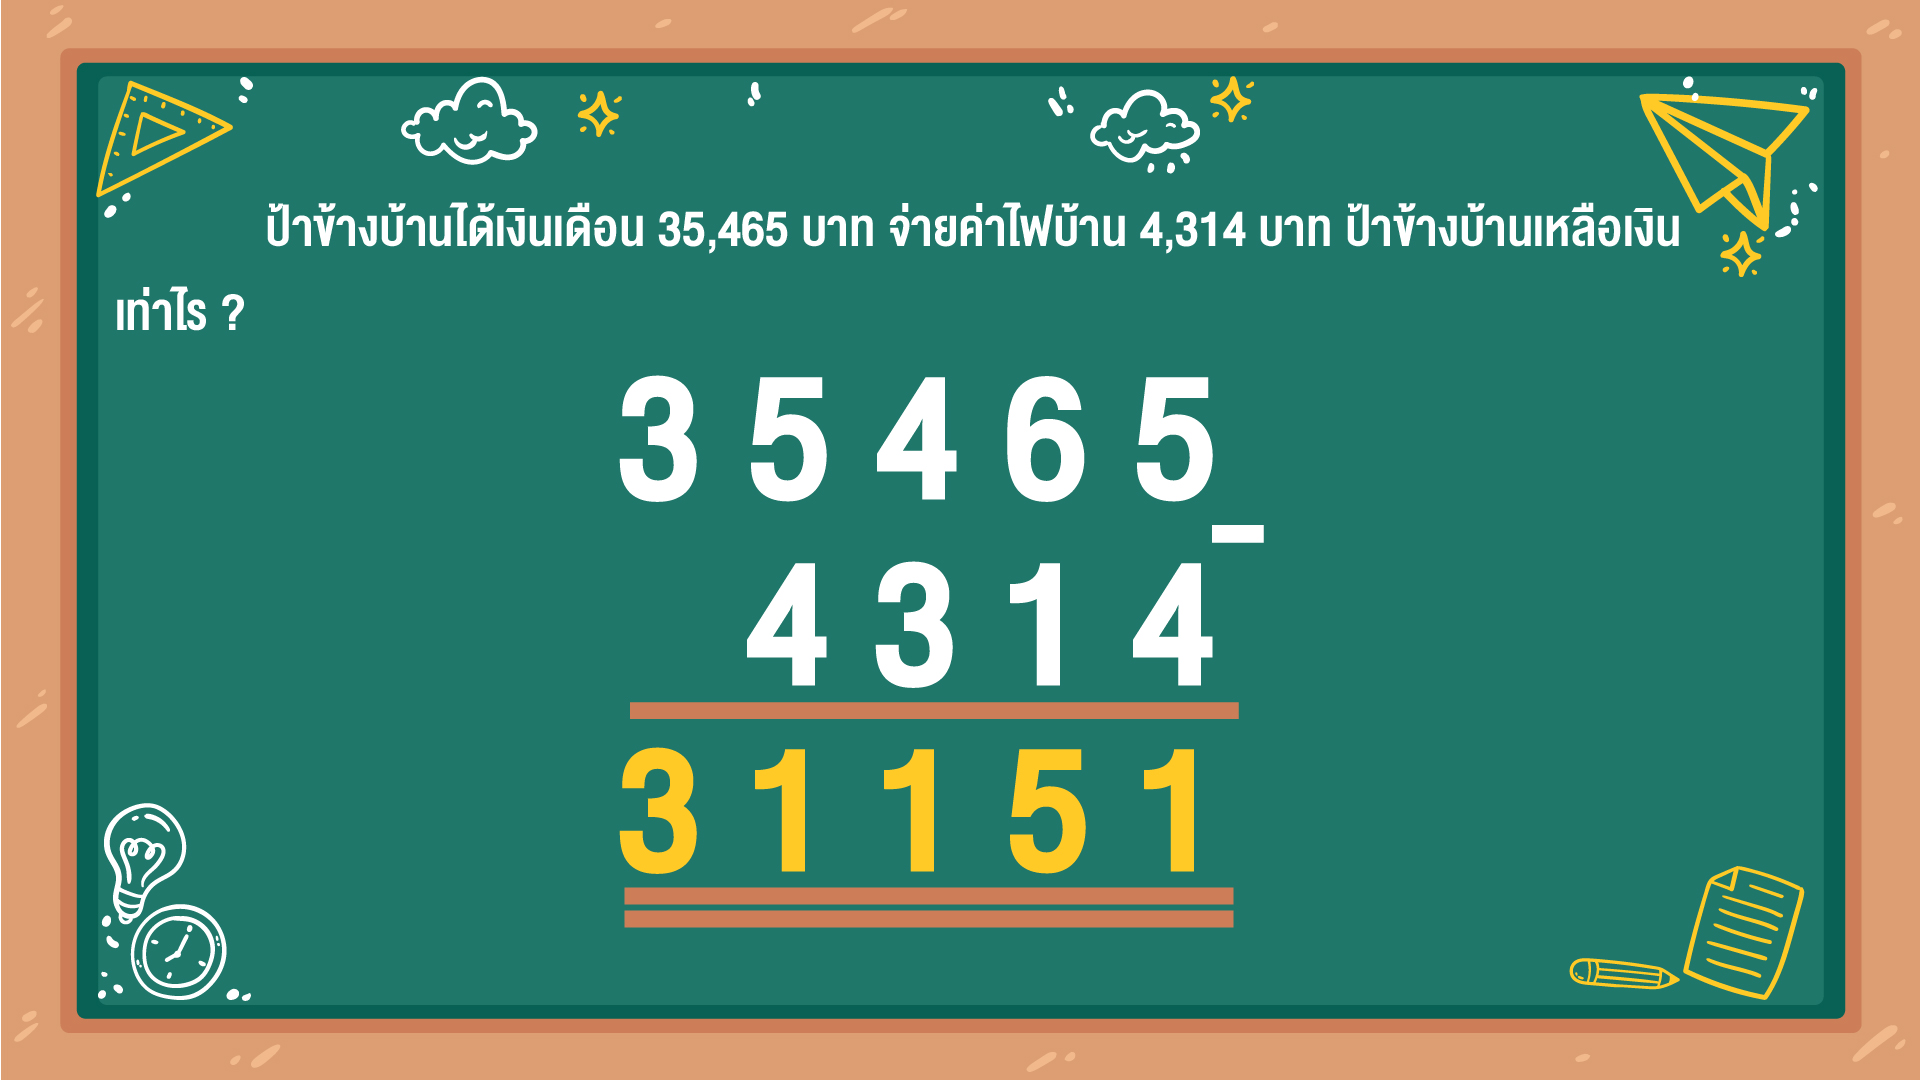 ป้าข้างบ้านได้เงินเดือน 35,465 บาท จ่ายค่าไฟบ้าน 4,314 บาท ป้าข้างบ้านเหลือเงิน
เท่าไร ?
3 5 4 6 5
–
4 3 1 4
3 1 1 5 1